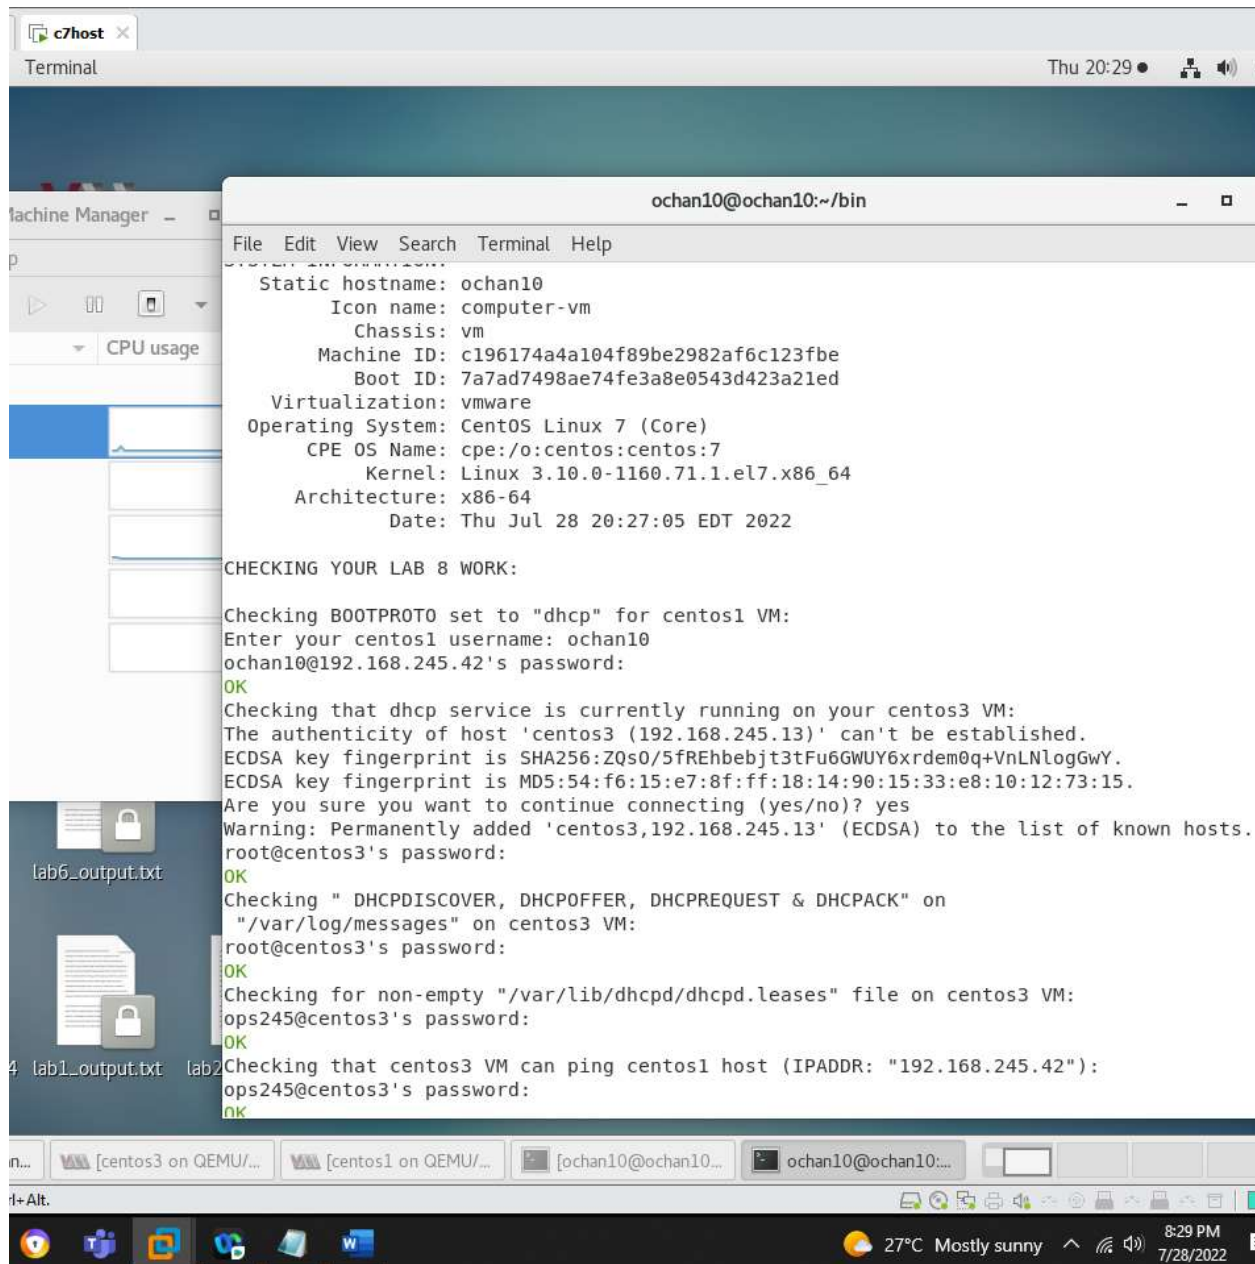 c7host
Terminal
Thu 20:29
Machine Manager
ochan10@ochan10:~/bin
File Edit View Search Terminal Help
SYSTEM INFORMATION:
Static hostname: ochan10
Icon name: computer-vm
Chassis: vm
Machine ID: c196174a4a104f89be2982af6c123fbe
Boot ID: 7a7ad7498ae74fe3a8e0543d423a21ed
Virtualization: vmware
Operating System: CentOS Linux 7 (Core)
CPE OS Name: cpe:/o:centos:centos:7
Kernel: Linux 3.10.0-1160.71.1.el7.x86_64
Architecture: x86-64
Date: Thu Jul 28 20:27:05 EDT 2022
CPU usage
CHECKING YOUR LAB 8 WORK:
Checking BOOTPROTO set to "dhcp" for centos1 VM:
Enter your centos1 username: ochan10
ochan10@192.168.245.42's password:
OK
Checking that dhcp service is currently running on your centos3 VM:
The authenticity of host 'centos3 (192.168.245.13)' can't be established.
ECDSA key fingerprint is SHA256:ZQsO/5fREhbebjt3tFu6GWUY6xrdem0q+VnLNlogGwY.
ECDSA key fingerprint is MD5:54:f6:15:e7:8f:ff:18:14:90:15:33:e8:10:12:73:15.
Are you sure you want to continue connecting (yes/no)? yes
Warning: Permanently added 'centos3,192.168.245.13' (ECDSA) to the list of known hosts.
root@centos3's password:
OK
Checking " DHCPDISCOVER, DHCPOFFER, DHCPREQUEST & DHCPACK" on
"/var/log/messages" on centos3 VM:
root@centos3's password:
OK
Checking for non-empty "/var/lib/dhcpd/dhcpd.leases" file on centos3 VM:
ops245@centos3's password:
OK
Checking that centos3 VM can ping centos1 host (IPADDR: "192.168.245.42"):
ops245@centos3's password:
OK
lab6_output.txt
4 lab1_output.txt lab2
n... [centos3 on QEMU/... [centos1 on QEMU/... [ochan10@ochan10... ochan10@ochan10:...
rl+Alt.
27°C Mostly sunny
8:29 PM
7/28/2022